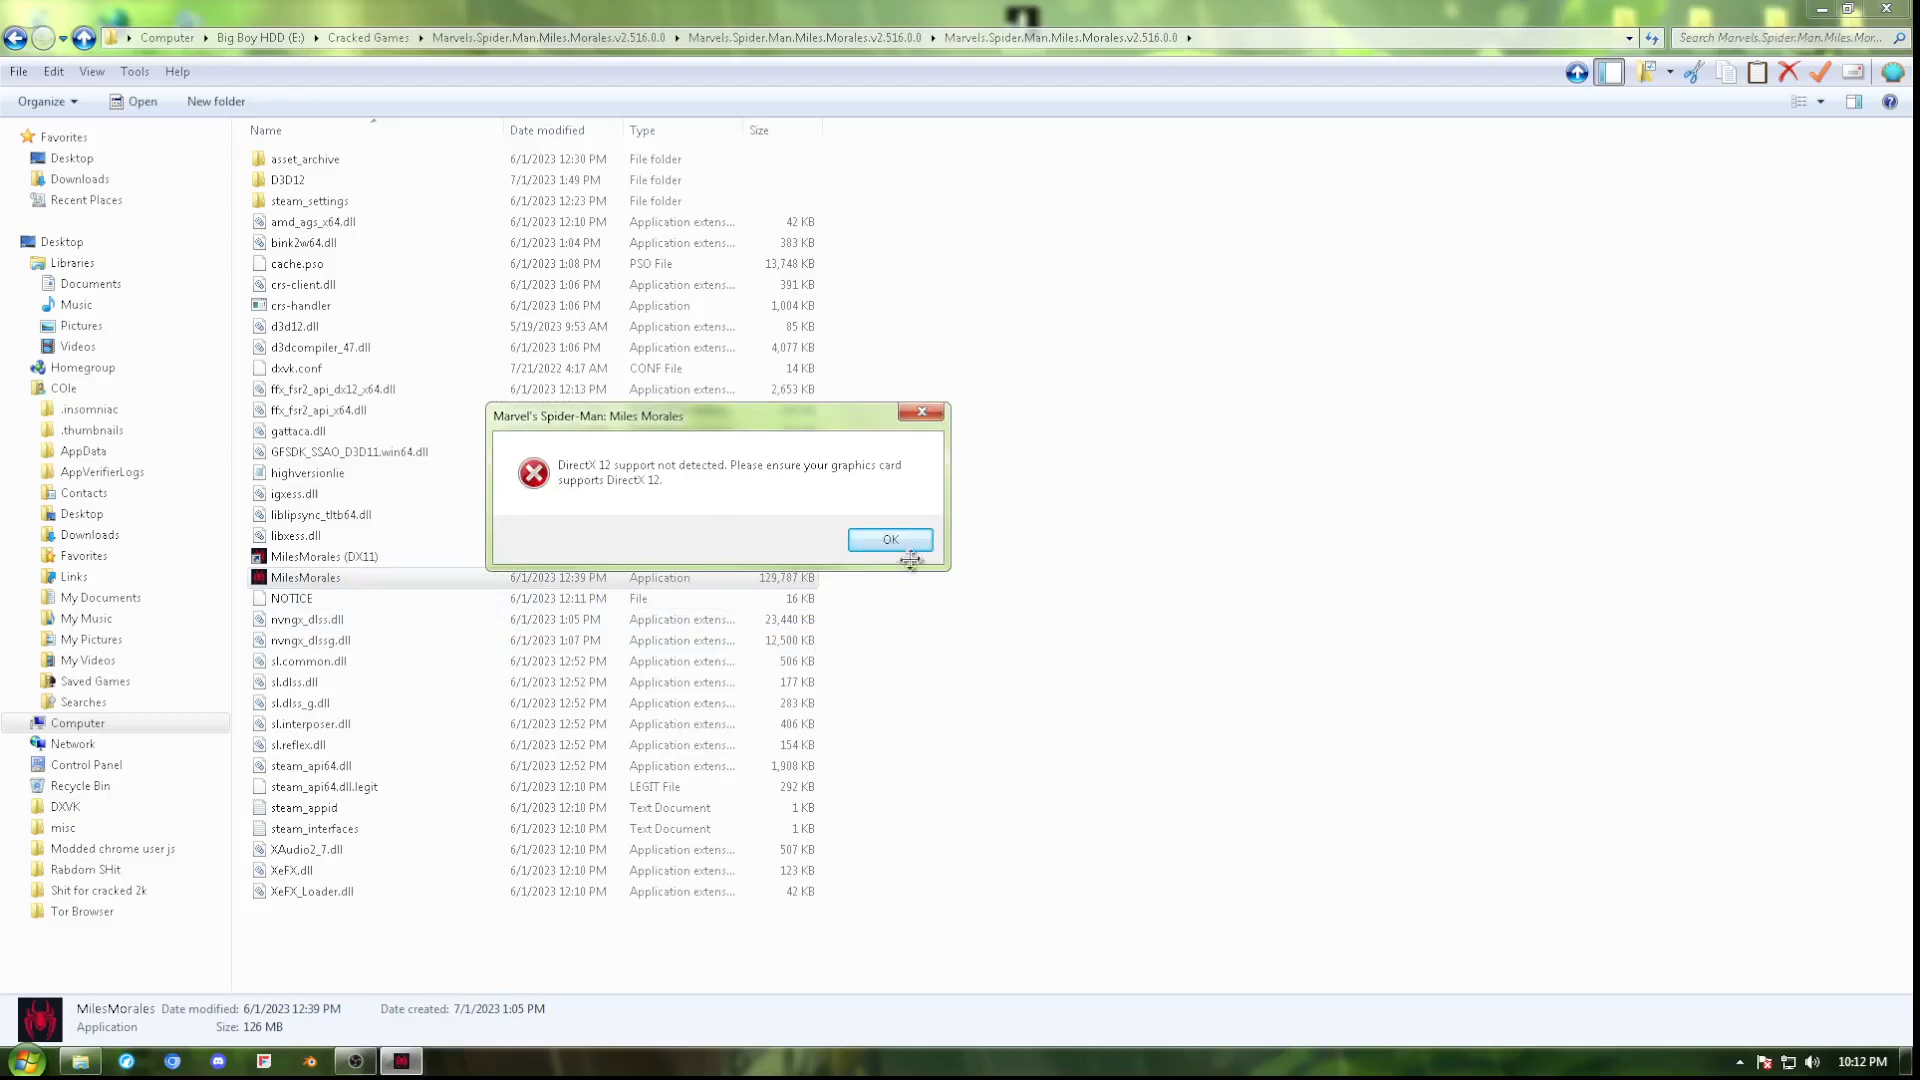 Computer Big Boy HDD (E:) Cracked Games Marvels.Spider.Man.Miles.Morales.v2.516.0.0 Marvels.Spider.Man.Miles.Morales.v2.516.0.0 Marvels.Spider.Man.Miles.Morales.v2.516.0.0 Search Marvels.Spider.Man.Miles.Mor...
File Edit View Tools Help
Organize Open New folder
Name Date modified Type Size
Favorites
Desktop
Downloads
Recent Places
Desktop
Libraries
Documents
Music
Pictures
Videos
Homegroup
COle
.insomniac
.thumbnails
AppData
AppVerifierLogs
Contacts
Desktop
Downloads
Favorites
Links
My Documents
My Music
My Pictures
My Videos
Saved Games
Searches
Computer
Network
Control Panel
Recycle Bin
DXVK
misc
Modded chrome user js
Rabdom SHit
Shit for cracked 2k
Tor Browser
asset_archive 6/1/2023 12:30 PM File folder
D3D12 7/1/2023 1:49 PM File folder
steam_settings 6/1/2023 12:23 PM File folder
amd_ags_x64.dll 6/1/2023 12:10 PM Application extens... 42 KB
bink2w64.dll 6/1/2023 1:04 PM Application extens... 383 KB
cache.pso 6/1/2023 1:08 PM PSO File 13,748 KB
crs-client.dll 6/1/2023 1:06 PM Application extens... 391 KB
crs-handler 6/1/2023 1:06 PM Application 1,004 KB
d3d12.dll 5/19/2023 9:53 AM Application extens... 85 KB
d3dcompiler_47.dll 6/1/2023 1:06 PM Application extens... 4,077 KB
dxvk.conf 7/21/2022 4:17 AM CONF File 14 KB
ffx_fsr2_api_dx12_x64.dll 6/1/2023 12:13 PM Application extens... 2,653 KB
ffx_fsr2_api_x64.dll
gattaca.dll
GFSDK_SSAO_D3D11.win64.dll
highversionlie
igxess.dll
liblipsync_tltb64.dll
libxess.dll
MilesMorales (DX11)
MilesMorales 6/1/2023 12:39 PM Application 129,787 KB
NOTICE 6/1/2023 12:11 PM File 16 KB
nvngx_dlss.dll 6/1/2023 1:05 PM Application extens... 23,440 KB
nvngx_dlssg.dll 6/1/2023 1:07 PM Application extens... 12,500 KB
sl.common.dll 6/1/2023 12:52 PM Application extens... 506 KB
sl.dlss.dll 6/1/2023 12:52 PM Application extens... 177 KB
sl.dlss_g.dll 6/1/2023 12:52 PM Application extens... 283 KB
sl.interposer.dll 6/1/2023 12:52 PM Application extens... 406 KB
sl.reflex.dll 6/1/2023 12:52 PM Application extens... 154 KB
steam_api64.dll 6/1/2023 12:52 PM Application extens... 1,908 KB
steam_api64.dll.legit 6/1/2023 12:10 PM LEGIT File 292 KB
steam_appid 6/1/2023 12:10 PM Text Document 1 KB
steam_interfaces 6/1/2023 12:10 PM Text Document 1 KB
XAudio2_7.dll 6/1/2023 12:10 PM Application extens... 507 KB
XeFX.dll 6/1/2023 12:10 PM Application extens... 123 KB
XeFX_Loader.dll 6/1/2023 12:10 PM Application extens... 42 KB
Marvel's Spider-Man: Miles Morales
DirectX 12 support not detected. Please ensure your graphics card
supports DirectX 12.
OK
MilesMorales Date modified: 6/1/2023 12:39 PM Date created: 7/1/2023 1:05 PM
Application Size: 126 MB
10:12 PM